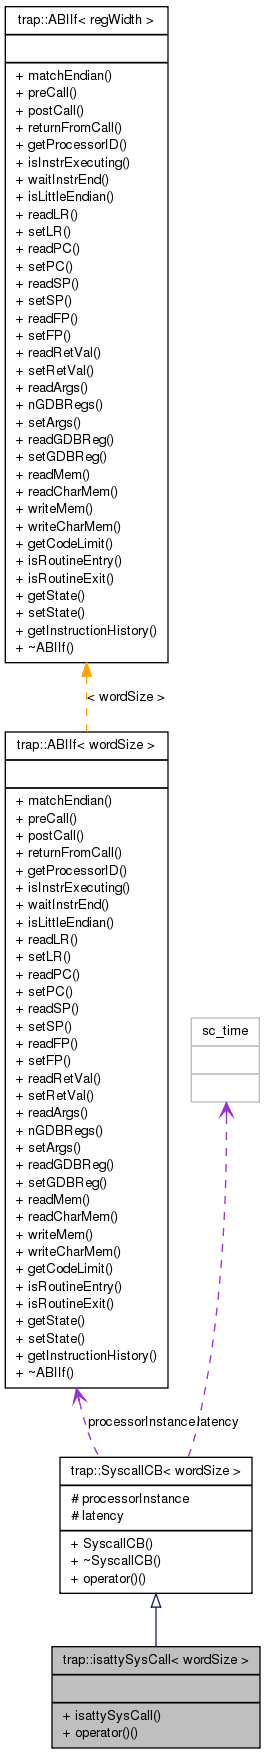 trap::ABIIf< regWidth >
+ matchEndian()
+ preCall()
+ postCall()
+ returnFromCall()
+ getProcessorID()
+ isInstrExecuting()
+ waitInstrEnd()
+ isLittleEndian()
+ readLR()
+ setLR()
+ readPC()
+ setPC()
+ readSP()
+ setSP()
+ readFP()
+ setFP()
+ readRetVal()
+ setRetVal()
+ readArgs()
+ nGDBRegs()
+ setArgs()
+ readGDBReg()
+ setGDBReg()
+ readMem()
+ readCharMem()
+ writeMem()
+ writeCharMem()
+ getCodeLimit()
+ isRoutineEntry()
+ isRoutineExit()
+ getState()
+ setState()
+ getInstructionHistory()
+ ~ABIIf()
< wordSize >
trap::ABIIf< wordSize >
+ matchEndian()
+ preCall()
+ postCall()
+ returnFromCall()
+ getProcessorID()
+ isInstrExecuting()
+ waitInstrEnd()
+ isLittleEndian()
+ readLR()
+ setLR()
+ readPC()
+ setPC()
+ readSP()
+ setSP()
+ readFP()
+ setFP()
+ readRetVal()
+ setRetVal()
+ readArgs()
+ nGDBRegs()
+ setArgs()
+ readGDBReg()
+ setGDBReg()
+ readMem()
+ readCharMem()
+ writeMem()
+ writeCharMem()
+ getCodeLimit()
+ isRoutineEntry()
+ isRoutineExit()
+ getState()
+ setState()
+ getInstructionHistory()
+ ~ABIIf()
sc_time
processorInstance
latency
trap::SyscallCB< wordSize >
# processorInstance
# latency
+ SyscallCB()
+ ~SyscallCB()
+ operator()()
trap::isattySysCall< wordSize >
+ isattySysCall()
+ operator()()